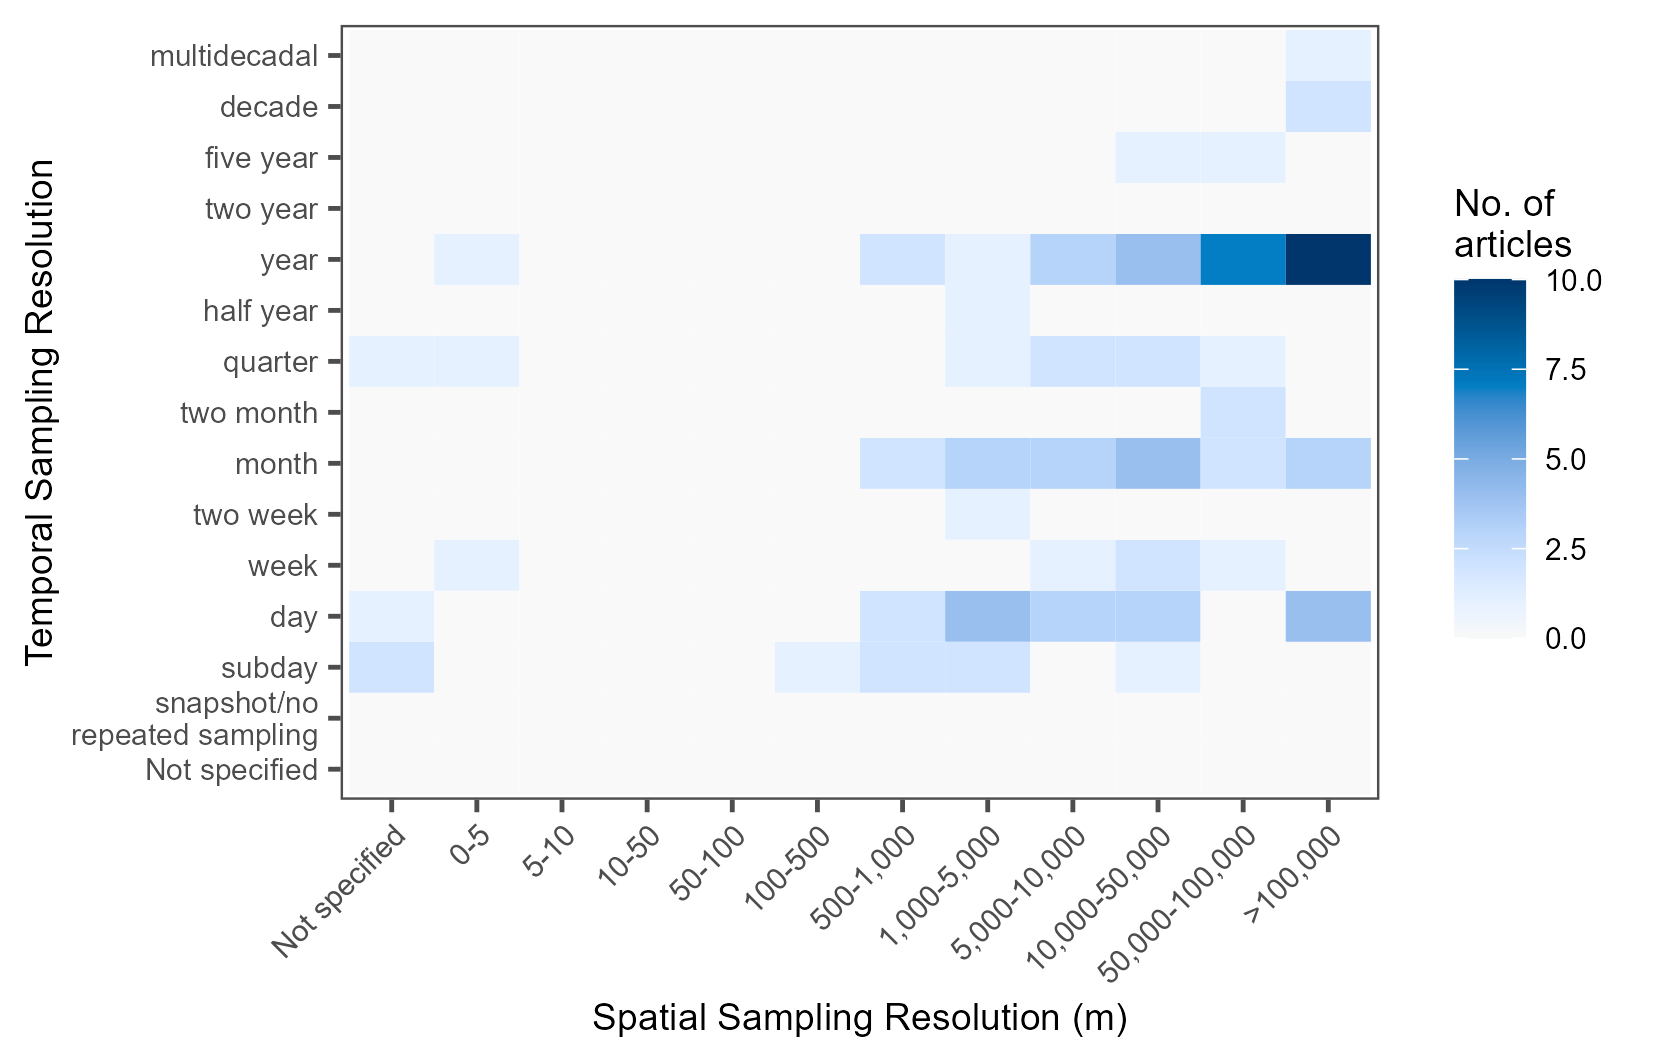 multidecadal
decade
five year
two year
year
half year
quarter
two month
month
two week
week
day
subday
snapshot/no
repeated sampling
Not specified
Temporal Sampling Resolution
Not specified
0-5
5-10
10-50
50-100
100-500
500-1,000
1,000-5,000
5,000-10,000
10,000-50,000
50,0000-100,000
>100,000
Spatial Sampling Resolution (m)
No. of
articles
10.0
7.5
5.0
2.5
0.0